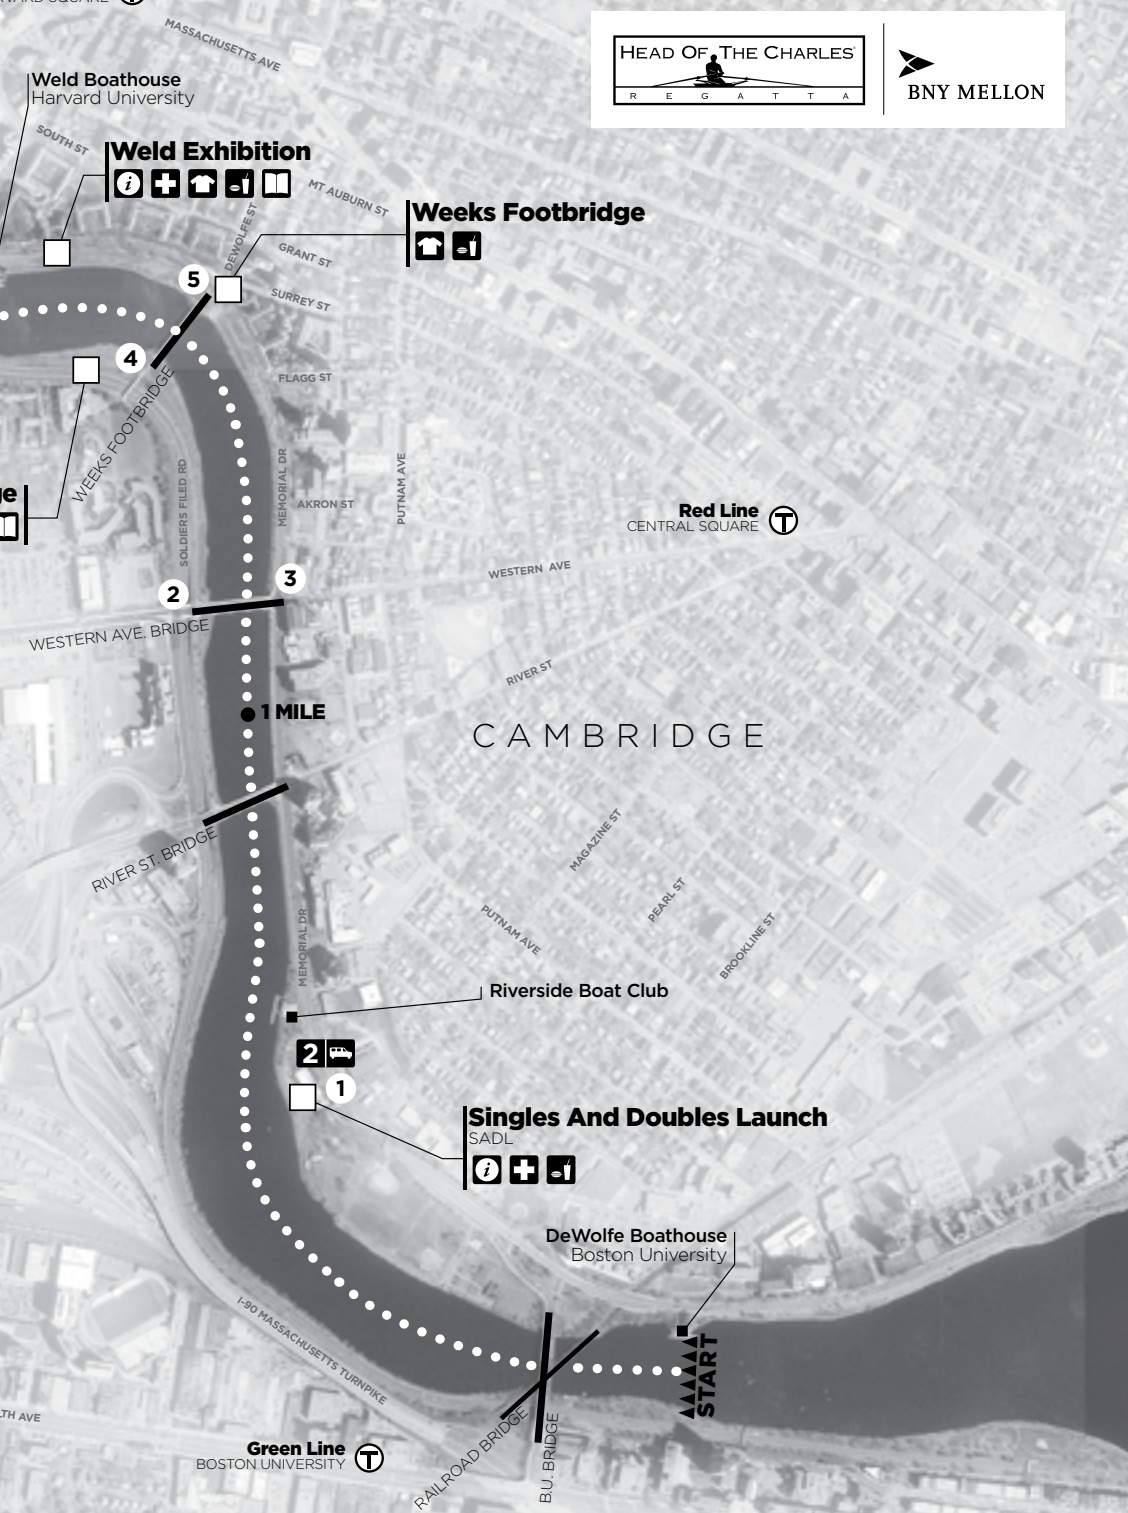 MASSACHUSETTS AVE
HEAD OF THE CHARLES®
REGATTA
BNY MELLON
Weld Boathouse
Harvard University
SOUTH ST
Weld Exhibition
i
MT AUBURN ST
DEWOLFE ST
Weeks Footbridge
GRANT ST
SURREY ST
5
4
FLAGG ST
WEEKS FOOTBRIDGE
SOLDIERS FILED RD
MEMORIAL DR
AKRON ST
PUTNAM AVE
ge
Red Line
CENTRAL SQUARE
T
WESTERN AVE
2
3
WESTERN AVE. BRIDGE
RIVER ST
1 MILE
CAMBRIDGE
RIVER ST. BRIDGE
MAGAZINE ST
PEARL ST
PUTNAM AVE
BROOKLINE ST
MEMORIAL DR
Riverside Boat Club
2
1
Singles And Doubles Launch
SADL
i
DeWolfe Boathouse
Boston University
START
I-90 MASSACHUSETTS TURNPIKE
LTH AVE
Green Line
BOSTON UNIVERSITY
T
RAILROAD BRIDGE
B.U. BRIDGE